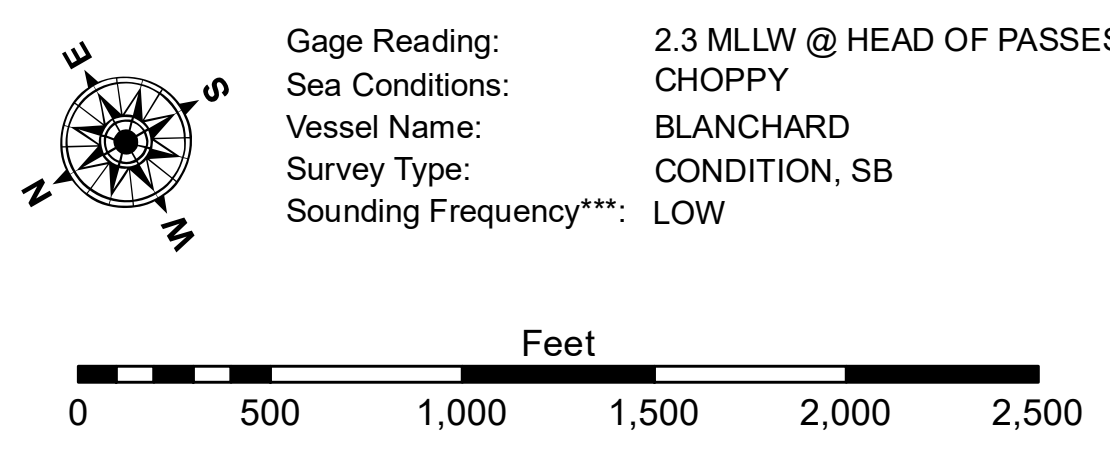 E
S
N
W
Gage Reading: 2.3 MLLW @ HEAD OF PASSES
Sea Conditions: CHOPPY
Vessel Name: BLANCHARD
Survey Type: CONDITION, SB
Sounding Frequency***: LOW
Feet
0 500 1,000 1,500 2,000 2,500